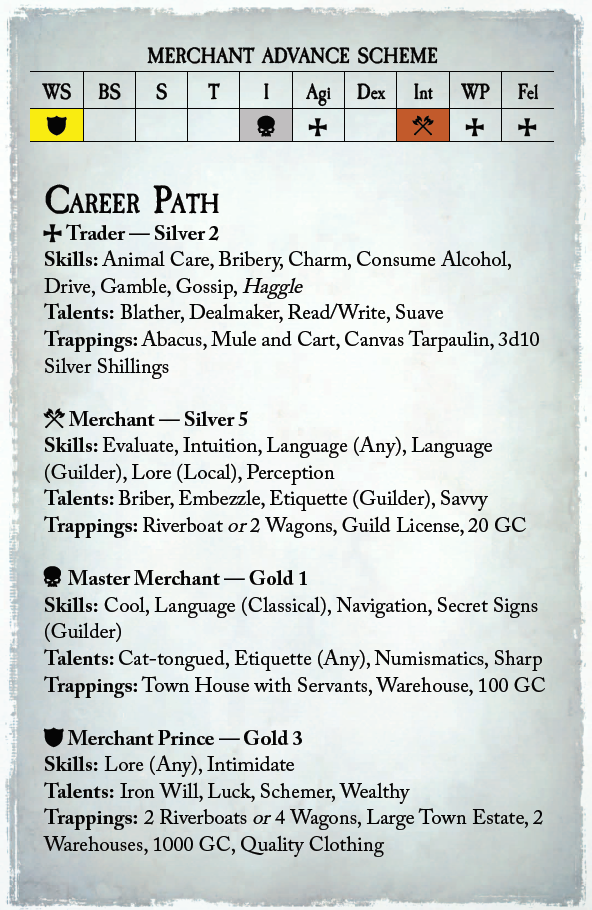 MERCHANT ADVANCE SCHEME
WS BS S T I Agi Dex Int WP Fel
Career Path
Trader — Silver 2
Skills: Animal Care, Bribery, Charm, Consume Alcohol,
Drive, Gamble, Gossip, Haggle
Talents: Blather, Dealmaker, Read/Write, Suave
Trappings: Abacus, Mule and Cart, Canvas Tarpaulin, 3d10
Silver Shillings
Merchant — Silver 5
Skills: Evaluate, Intuition, Language (Any), Language
(Guilder), Lore (Local), Perception
Talents: Briber, Embezzle, Etiquette (Guilder), Savvy
Trappings: Riverboat or 2 Wagons, Guild License, 20 GC
Master Merchant — Gold 1
Skills: Cool, Language (Classical), Navigation, Secret Signs
(Guilder)
Talents: Cat-tongued, Etiquette (Any), Numismatics, Sharp
Trappings: Town House with Servants, Warehouse, 100 GC
Merchant Prince — Gold 3
Skills: Lore (Any), Intimidate
Talents: Iron Will, Luck, Schemer, Wealthy
Trappings: 2 Riverboats or 4 Wagons, Large Town Estate, 2
Warehouses, 1000 GC, Quality Clothing